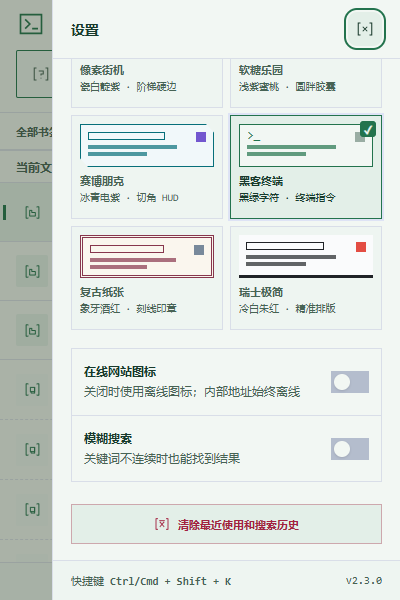 设置
[×]
[?]
像素街机
瓷白靛紫 · 阶梯硬边
软糖乐园
浅紫蜜桃 · 圆胖胶囊
全部书
当前文
赛博朋克
冰青电紫 · 切角 HUD
>_
黑客终端
黑绿字符 · 终端指令
复古纸张
象牙酒红 · 刻线印章
瑞士极简
冷白朱红 · 精准排版
在线网站图标
关闭时使用离线图标；内部地址始终离线
模糊搜索
关键词不连续时也能找到结果
清除最近使用和搜索历史
快捷键 Ctrl/Cmd + Shift + K
v2.3.0